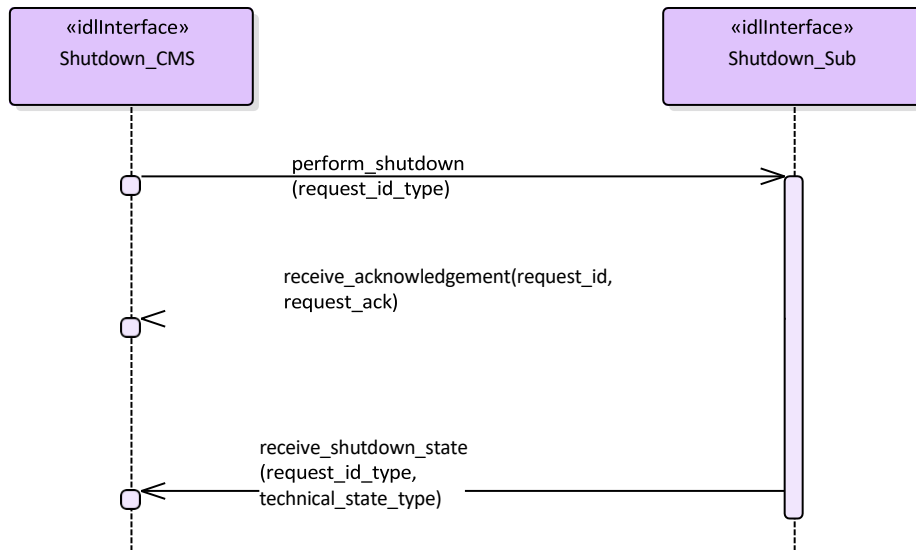 «idlInterface»
Shutdown_CMS
«idlInterface»
Shutdown_Sub
perform_shutdown
(request_id_type)
receive_acknowledgement(request_id,
request_ack)
receive_shutdown_state
(request_id_type,
technical_state_type)